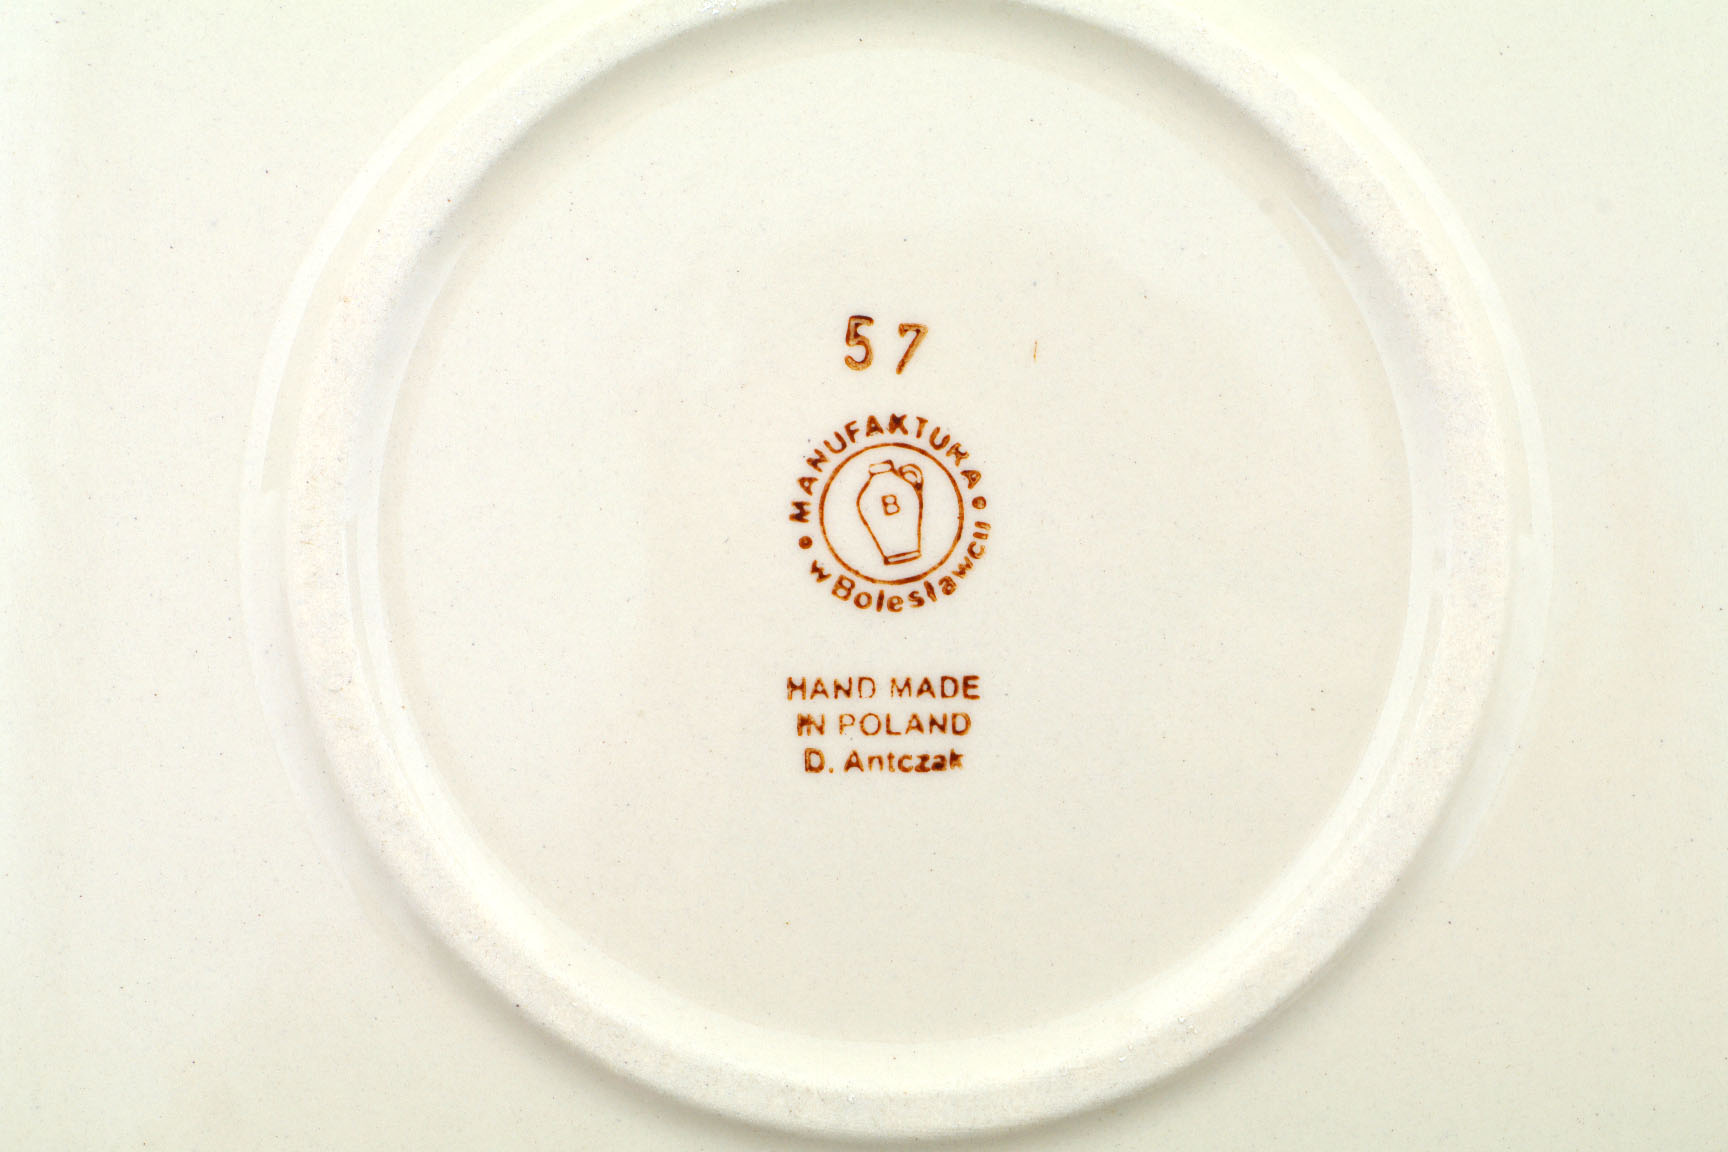 57
MANUFAKTURA
B
w Bolesławcu
HAND MADE
IN POLAND
D. Antczak